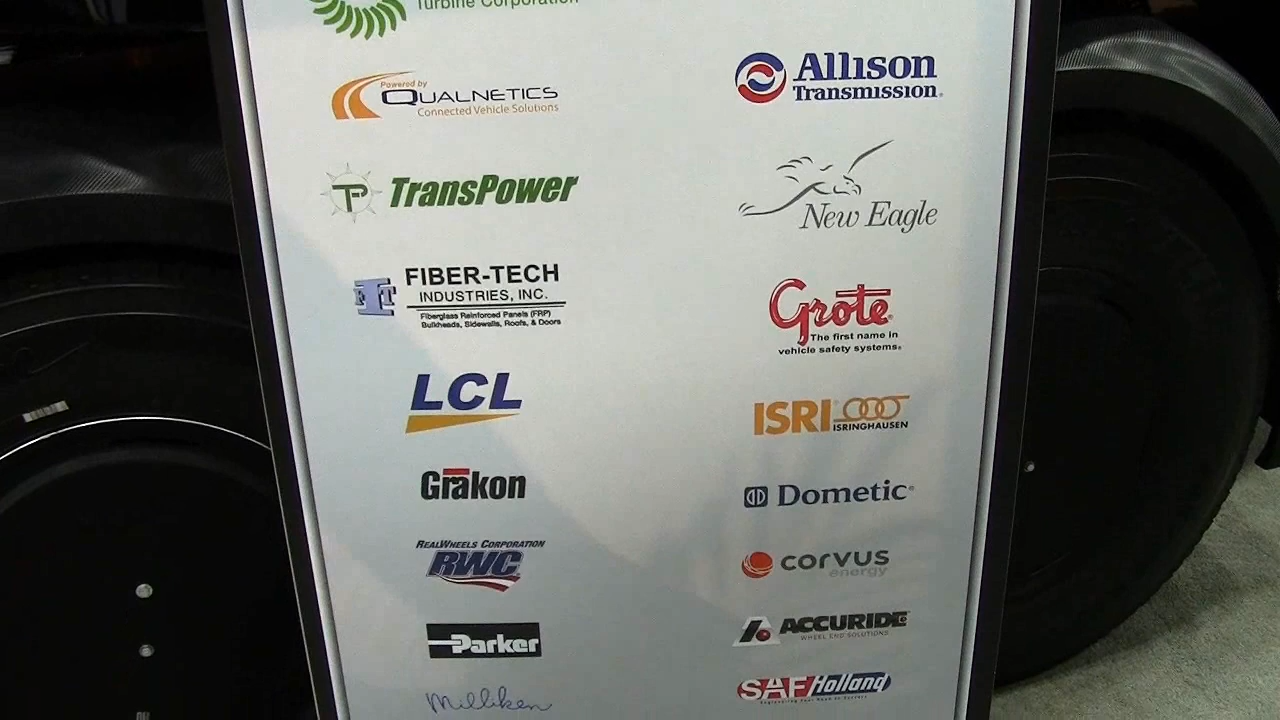 Turbine Corporation
Powered by
QUALNETICS
Connected Vehicle Solutions
TP TransPower
FIT FIBER-TECH
INDUSTRIES, INC.
Fiberglass Reinforced Panels (FRP)
Bulkheads, Sidewalls, Roofs, & Doors
LCL
Grakon
REALWHEELS CORPORATION
RWC
Parker
Milliken
Allison
Transmission®
New Eagle
Grote®
The first name in
vehicle safety systems®
ISRI®
ISRINGHAUSEN
Dometic®
corvus
energy
ACCURIDE
WHEEL END SOLUTIONS
SAF Holland